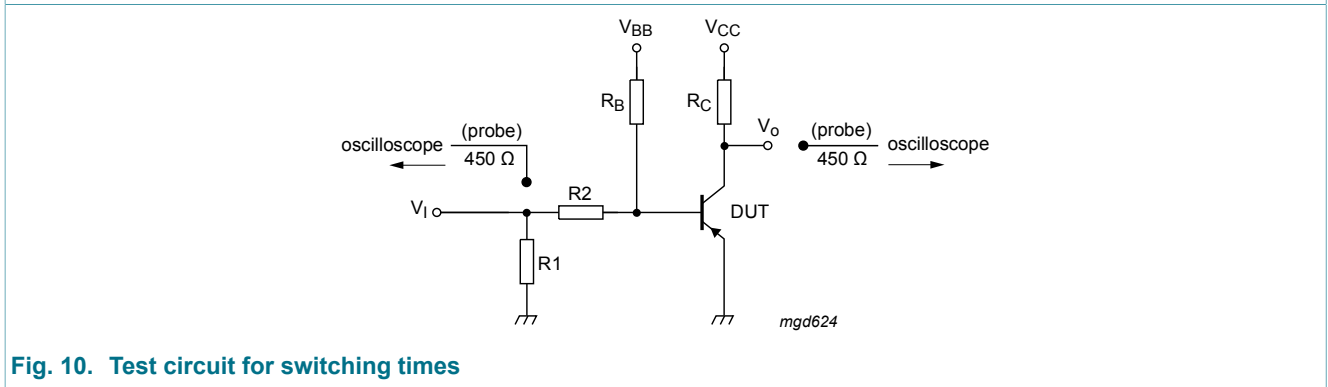 VBB
VCC
RB
RC
Vo
(probe)
450 Ω
oscilloscope
(probe)
450 Ω
oscilloscope
VI
R2
DUT
R1
mgd624
Fig. 10. Test circuit for switching times